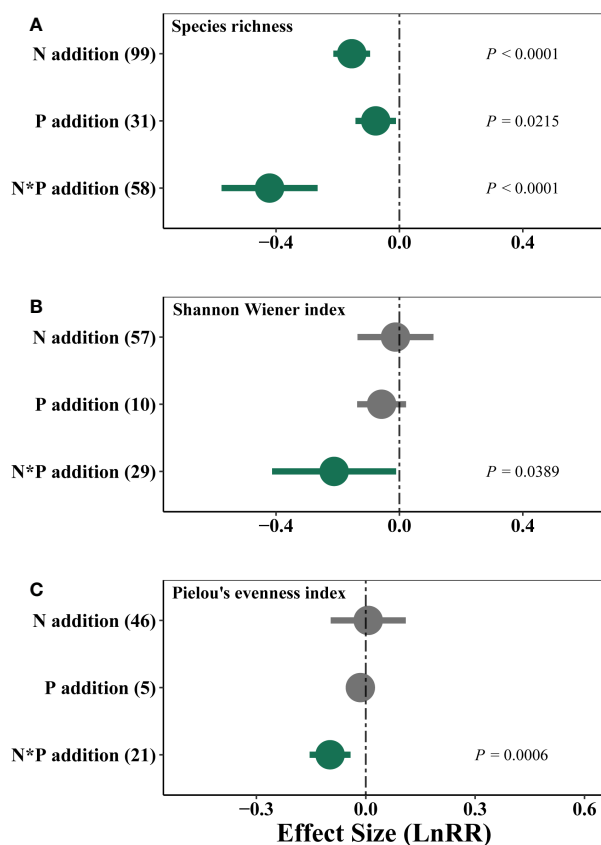 A
Species richness
N addition (99)
P < 0.0001
P addition (31)
P = 0.0215
N*P addition (58)
P < 0.0001
−0.4 0.0 0.4
B
Shannon Wiener index
N addition (57)
P addition (10)
N*P addition (29)
P = 0.0389
−0.4 0.0 0.4
C
Pielou's evenness index
N addition (46)
P addition (5)
N*P addition (21)
P = 0.0006
−0.3 0.0 0.3 0.6
Effect Size (LnRR)